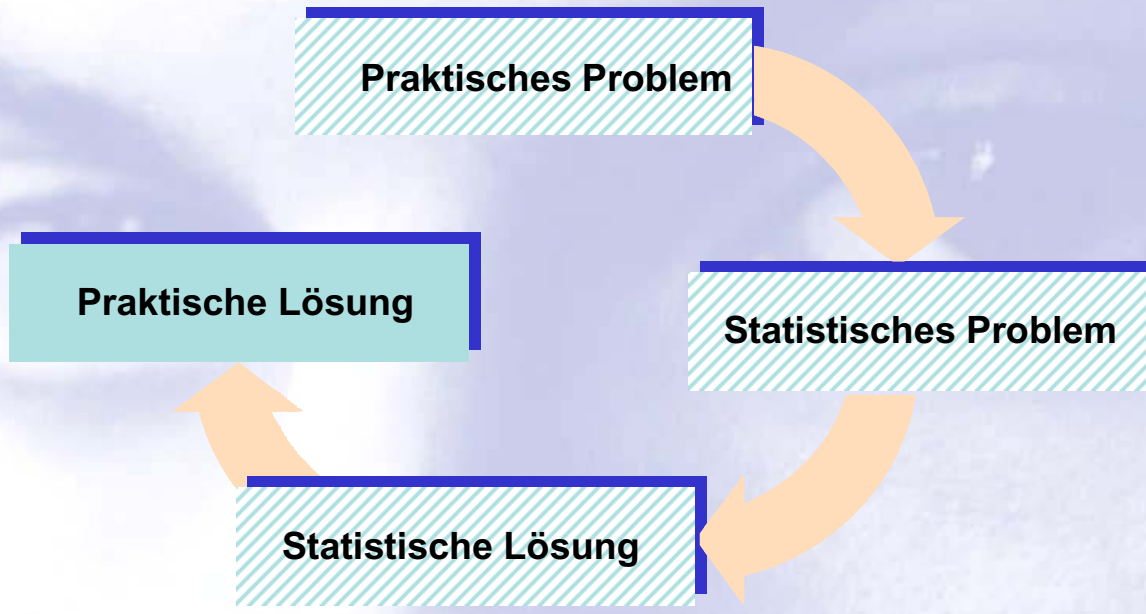 Praktisches Problem
Statistisches Problem
Statistische Lösung
Praktische Lösung